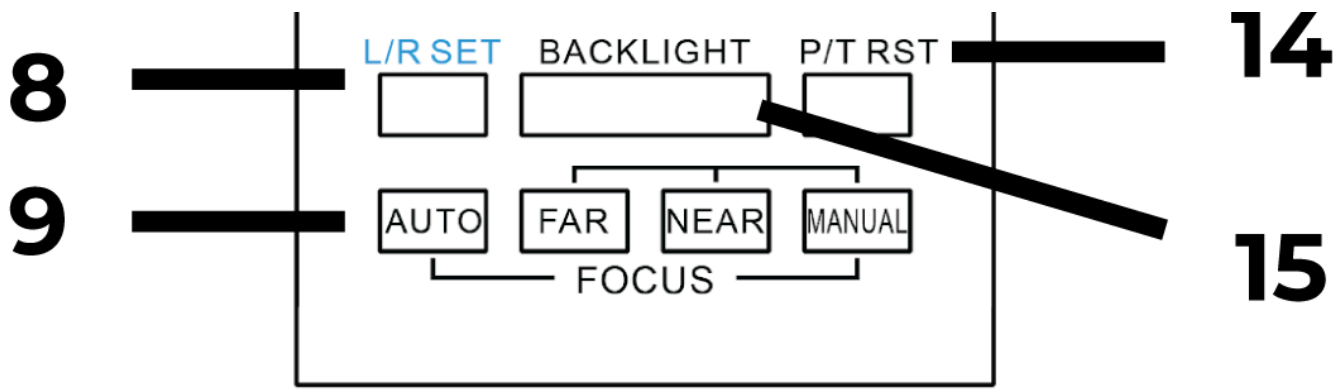 8 L/R SET BACKLIGHT P/T RST 14
9 AUTO FAR NEAR MANUAL
FOCUS 15